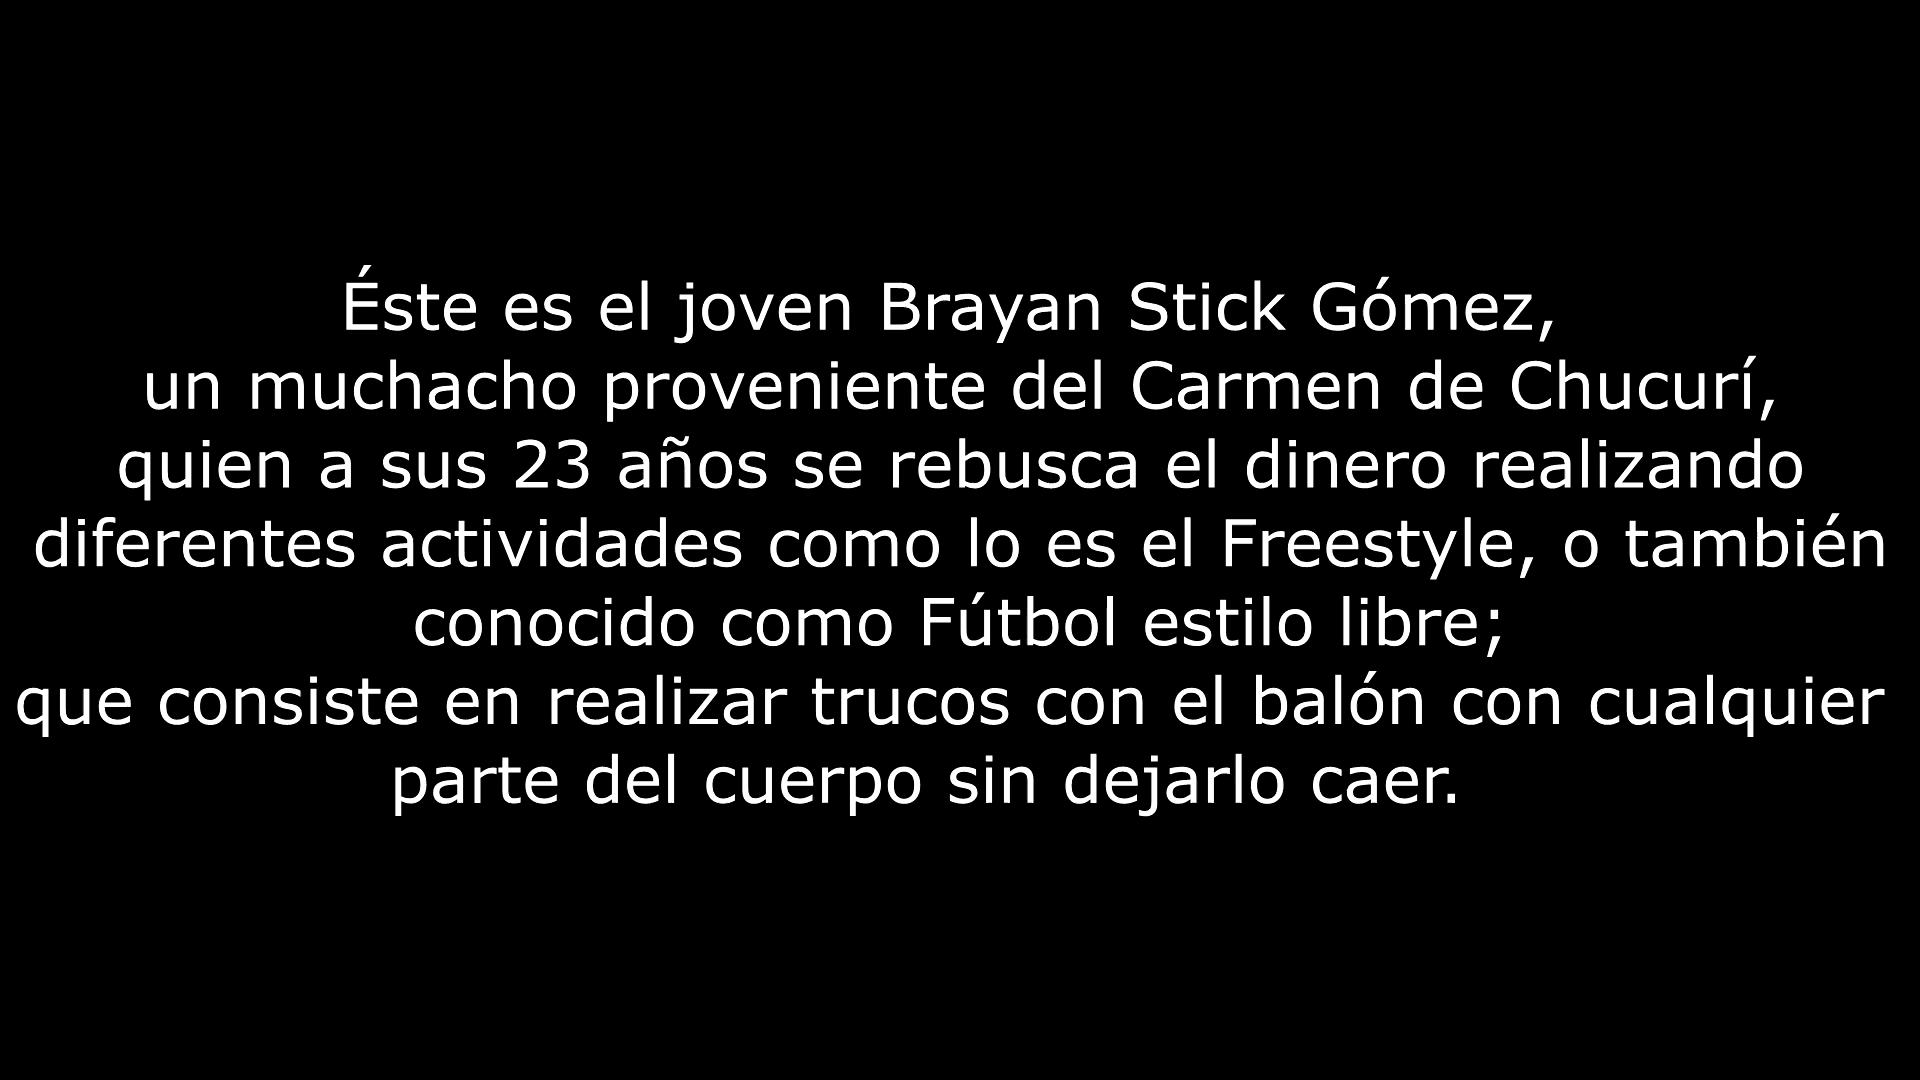 Éste es el joven Brayan Stick Gómez,
un muchacho proveniente del Carmen de Chucurí,
quien a sus 23 años se rebusca el dinero realizando
diferentes actividades como lo es el Freestyle, o también
conocido como Fútbol estilo libre;
que consiste en realizar trucos con el balón con cualquier
parte del cuerpo sin dejarlo caer.